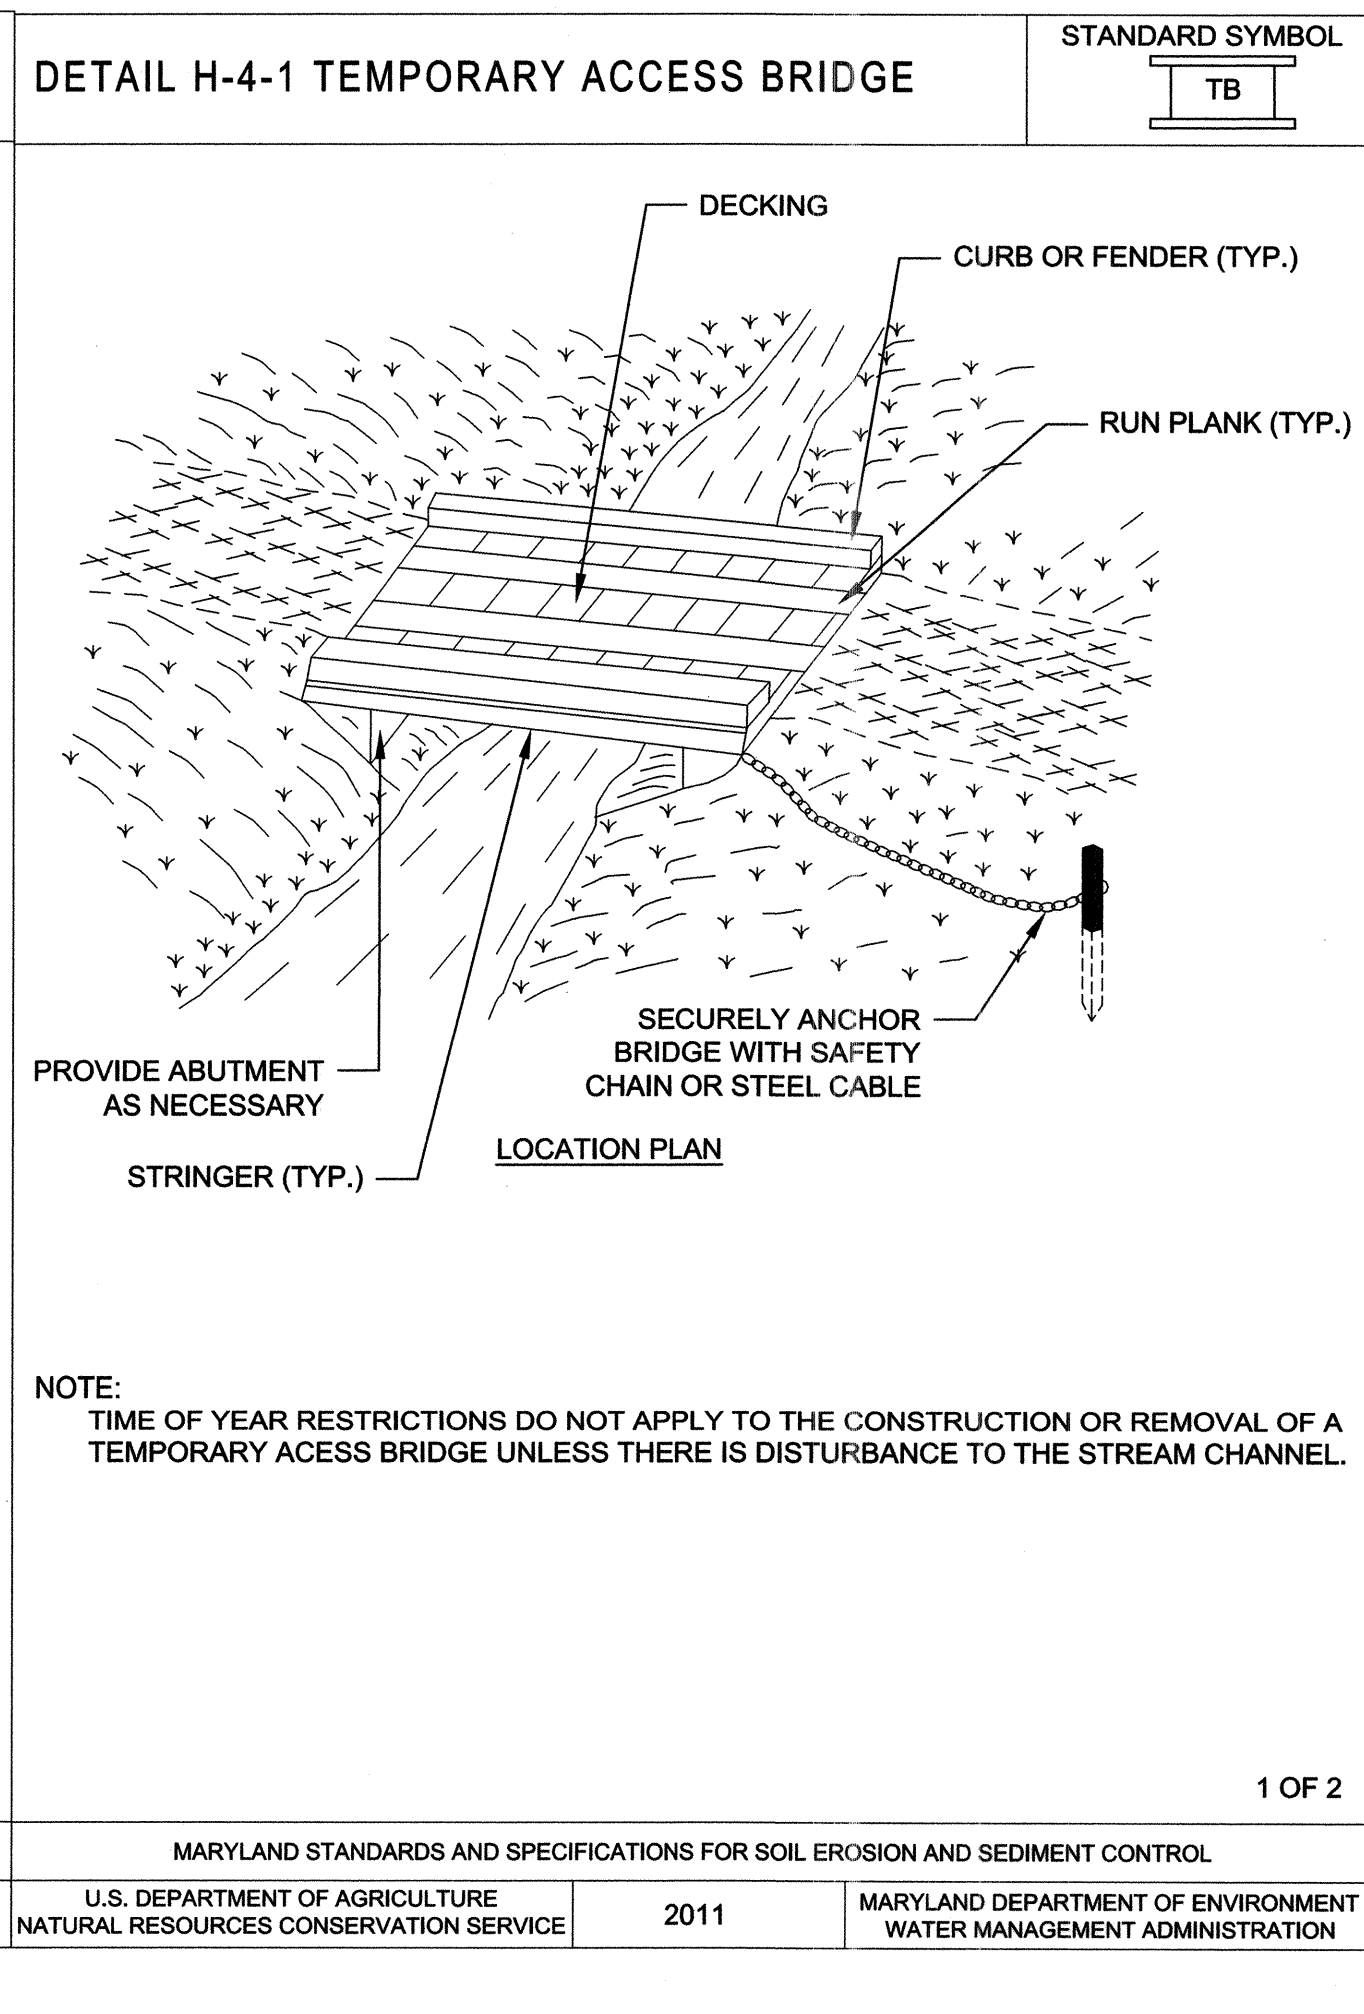 DETAIL H-4-1 TEMPORARY ACCESS BRIDGE
STANDARD SYMBOL
TB
DECKING
CURB OR FENDER (TYP.)
RUN PLANK (TYP.)
SECURELY ANCHOR
BRIDGE WITH SAFETY
CHAIN OR STEEL CABLE
PROVIDE ABUTMENT
AS NECESSARY
STRINGER (TYP.)
LOCATION PLAN
NOTE:
TIME OF YEAR RESTRICTIONS DO NOT APPLY TO THE CONSTRUCTION OR REMOVAL OF A
TEMPORARY ACESS BRIDGE UNLESS THERE IS DISTURBANCE TO THE STREAM CHANNEL.
1 OF 2
MARYLAND STANDARDS AND SPECIFICATIONS FOR SOIL EROSION AND SEDIMENT CONTROL
U.S. DEPARTMENT OF AGRICULTURE
NATURAL RESOURCES CONSERVATION SERVICE
2011
MARYLAND DEPARTMENT OF ENVIRONMENT
WATER MANAGEMENT ADMINISTRATION